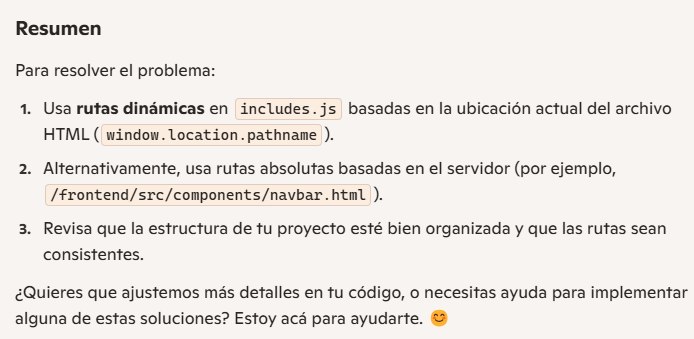 Resumen
Para resolver el problema:
1. Usa rutas dinámicas en includes.js basadas en la ubicación actual del archivo
HTML ( window.location.pathname ).
2. Alternativamente, usa rutas absolutas basadas en el servidor (por ejemplo,
/frontend/src/components/navbar.html ).
3. Revisa que la estructura de tu proyecto esté bien organizada y que las rutas sean
consistentes.
¿Quieres que ajustemos más detalles en tu código, o necesitas ayuda para implementar
alguna de estas soluciones? Estoy acá para ayudarte. 😊